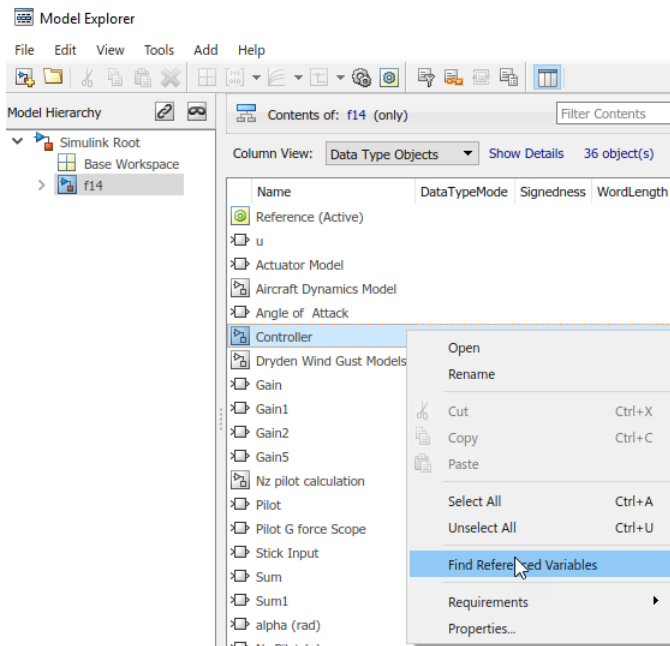 Model Explorer
File Edit View Tools Add Help
Model Hierarchy
Contents of: f14 (only)
Filter Contents
Simulink Root
Base Workspace
f14
Column View: Data Type Objects Show Details 36 object(s)
Name DataTypeMode Signedness WordLength
Reference (Active)
u
Actuator Model
Aircraft Dynamics Model
Angle of Attack
Controller
Dryden Wind Gust Models
Gain
Gain1
Gain2
Gain5
Nz pilot calculation
Pilot
Pilot G force Scope
Stick Input
Sum
Sum1
alpha (rad)
Open
Rename
Cut Ctrl+X
Copy Ctrl+C
Paste
Select All Ctrl+A
Unselect All Ctrl+U
Find Referenced Variables
Requirements
Properties...